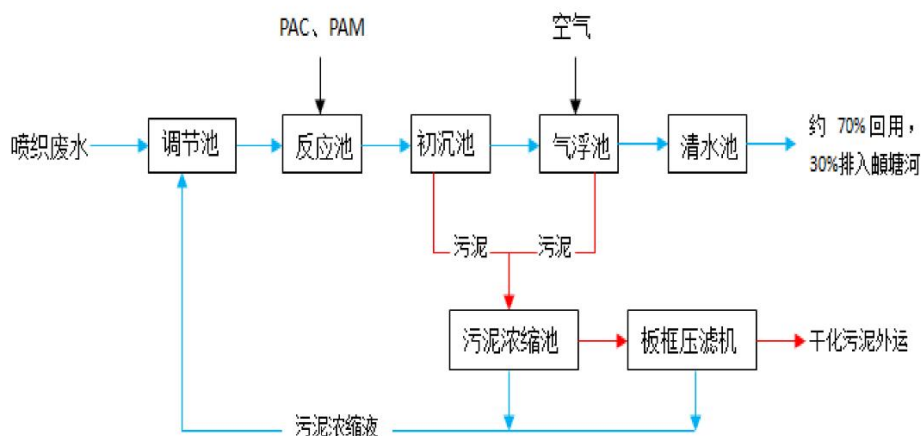 PAC、PAM
空气
喷织废水
调节池
反应池
初沉池
气浮池
清水池
约 70%回用，
30%排入頔塘河
污泥
污泥
污泥浓缩池
板框压滤机
干化污泥外运
污泥浓缩液